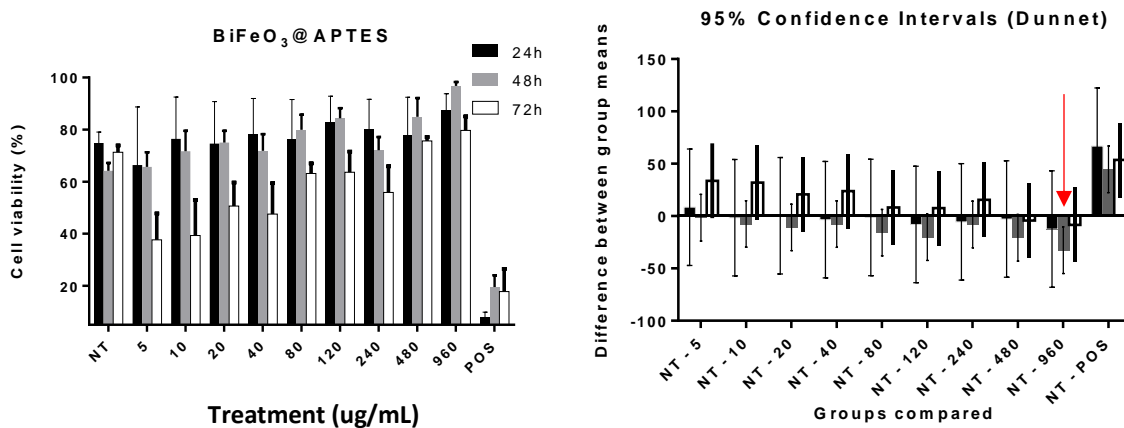 BiFeO3@APTES
24h
48h
72h
Cell viability (%)
100
80
60
40
20
NT
5
10
20
40
80
120
240
480
960
POS
Treatment (ug/mL)
95% Confidence Intervals (Dunnet)
Difference between group means
150
100
50
0
-50
-100
NT - 5
NT - 10
NT - 20
NT - 40
NT - 80
NT - 120
NT - 240
NT - 480
NT - 960
NT - POS
Groups compared